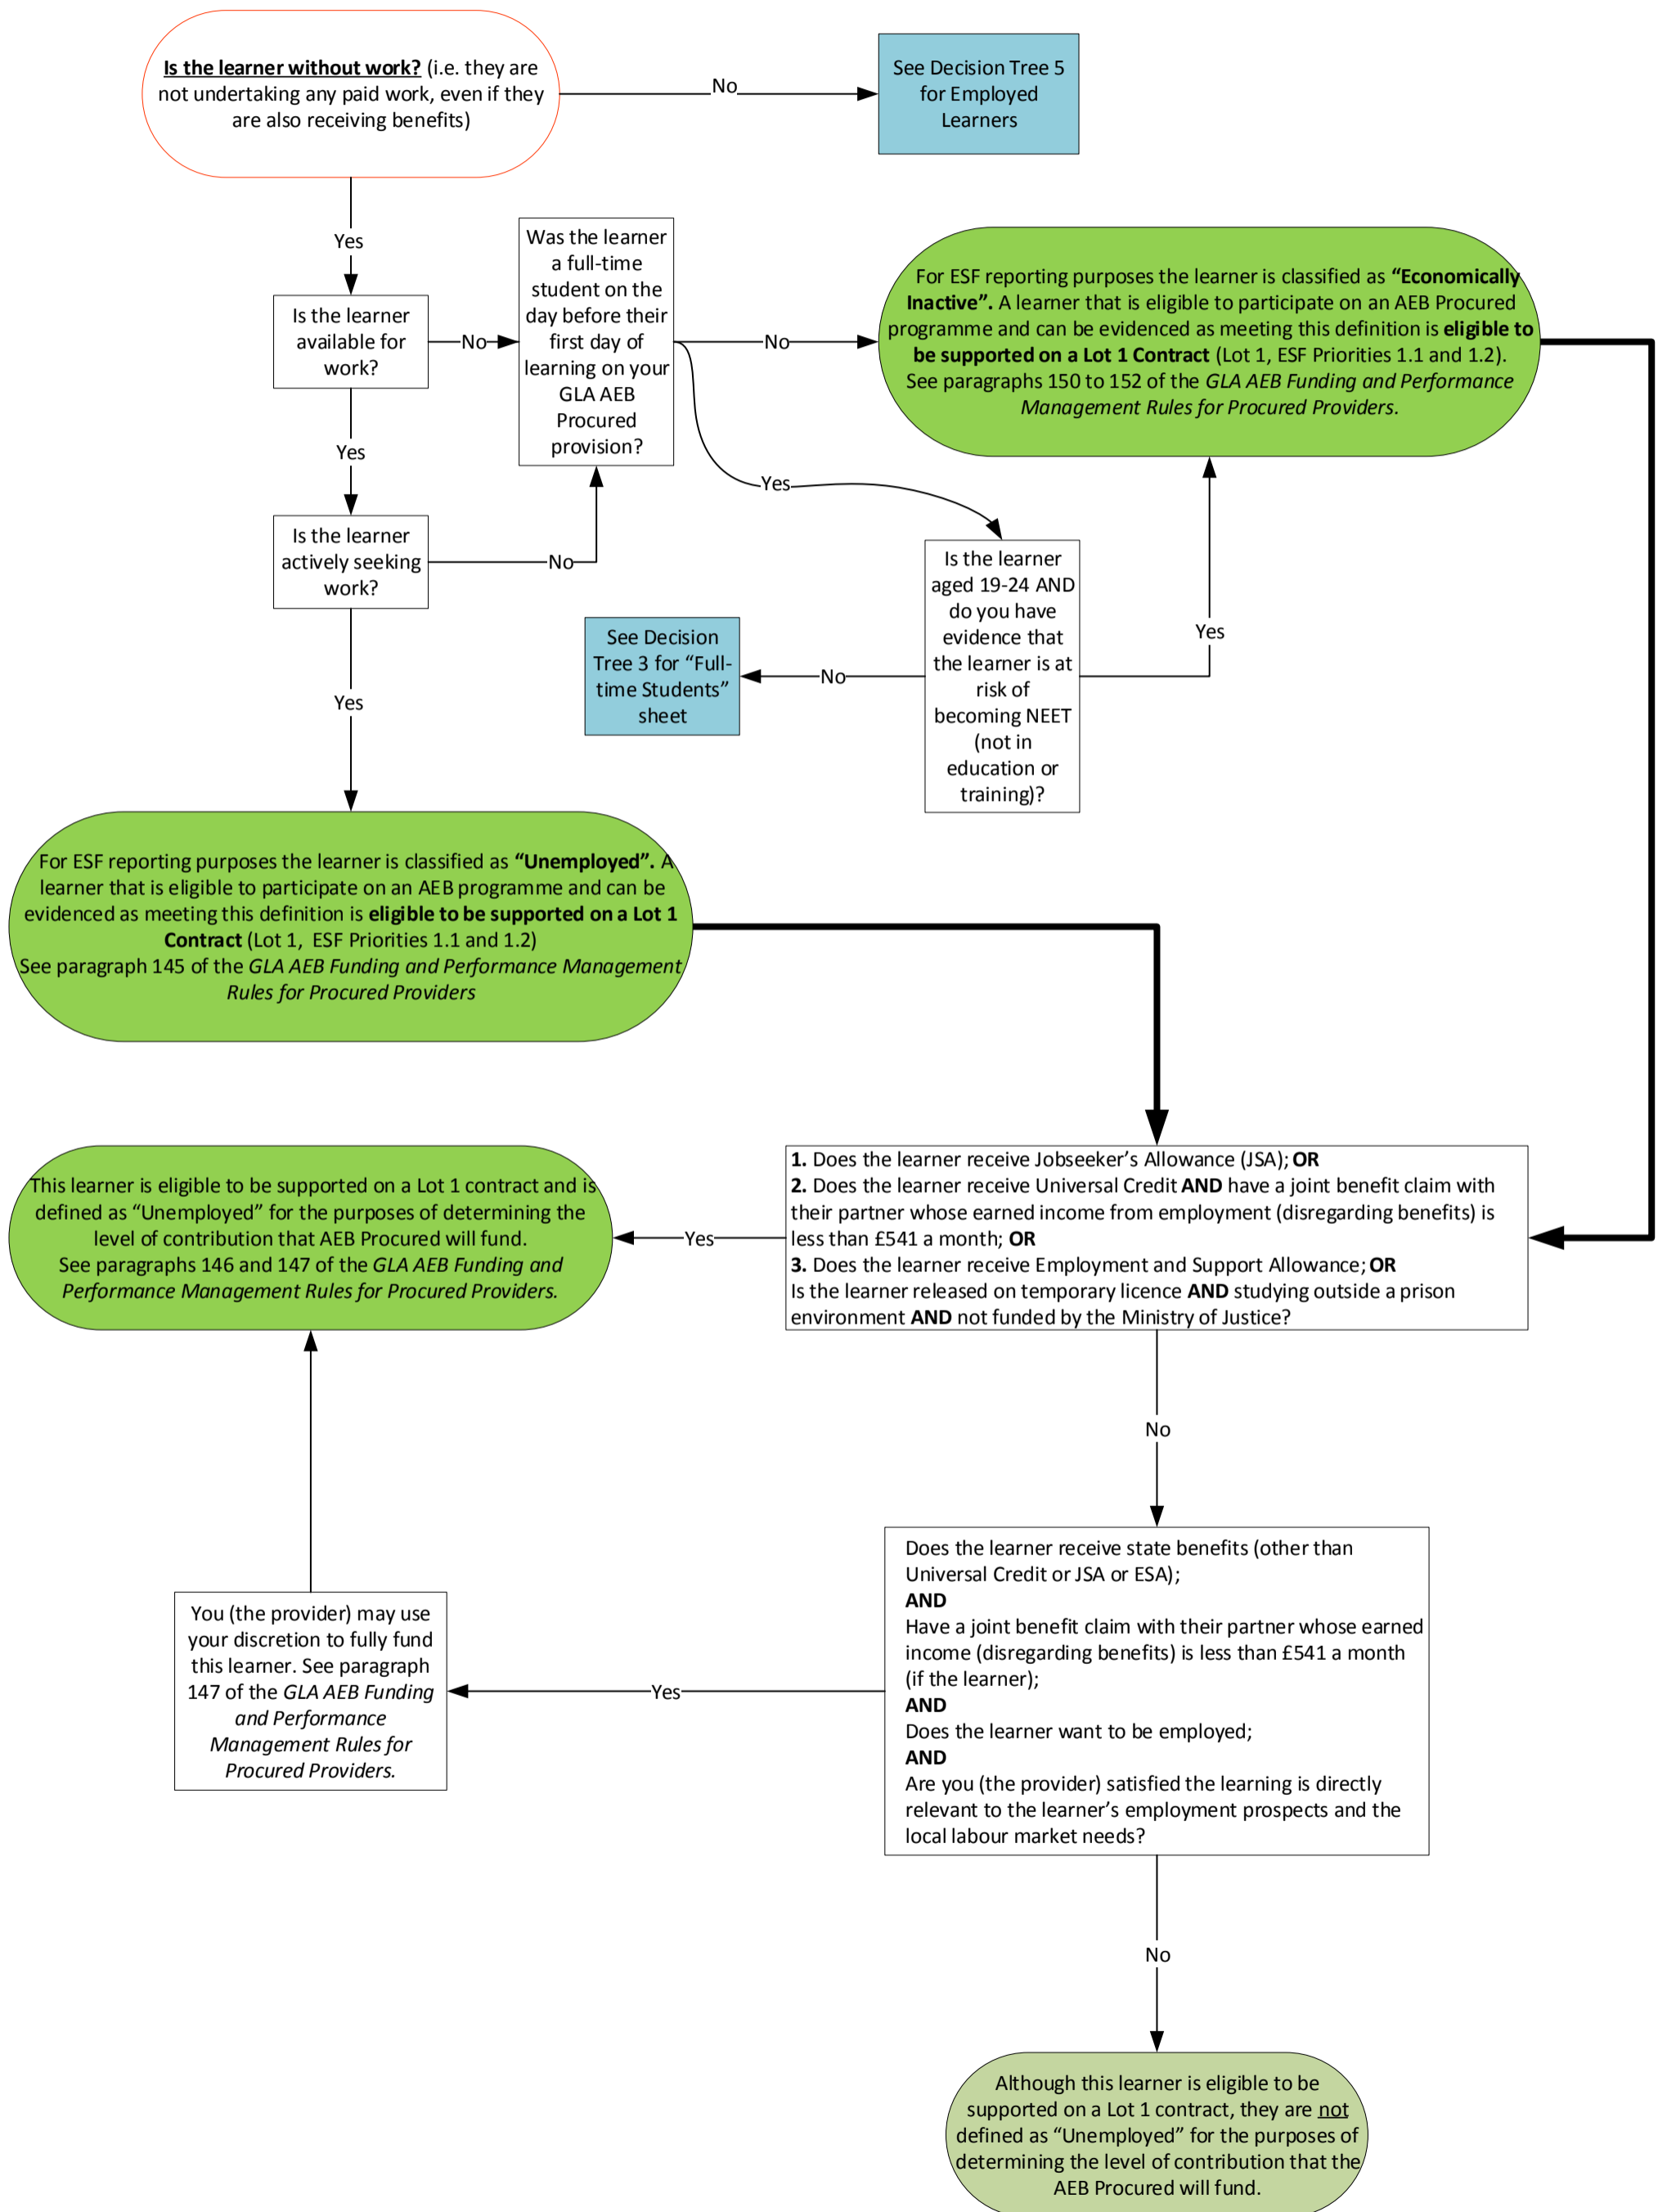 Is the learner without work? (i.e. they are
not undertaking any paid work, even if they
are also receiving benefits)
No
See Decision Tree 5
for Employed
Learners
Yes
Is the learner
available for
work?
No
Was the learner
a full-time
student on the
day before their
first day of
learning on your
GLA AEB
Procured
provision?
No
For ESF reporting purposes the learner is classified as “Economically
Inactive”. A learner that is eligible to participate on an AEB Procured
programme and can be evidenced as meeting this definition is eligible to
be supported on a Lot 1 Contract (Lot 1, ESF Priorities 1.1 and 1.2).
See paragraphs 150 to 152 of the GLA AEB Funding and Performance
Management Rules for Procured Providers.
Yes
Yes
Is the learner
actively seeking
work?
No
Is the learner
aged 19-24 AND
do you have
evidence that
the learner is at
risk of
becoming NEET
(not in
education or
training)?
Yes
No
See Decision
Tree 3 for “Full-
time Students”
sheet
Yes
For ESF reporting purposes the learner is classified as “Unemployed”. A
learner that is eligible to participate on an AEB programme and can be
evidenced as meeting this definition is eligible to be supported on a Lot 1
Contract (Lot 1, ESF Priorities 1.1 and 1.2)
See paragraph 145 of the GLA AEB Funding and Performance Management
Rules for Procured Providers
1. Does the learner receive Jobseeker’s Allowance (JSA); OR
2. Does the learner receive Universal Credit AND have a joint benefit claim with
their partner whose earned income from employment (disregarding benefits) is
less than £541 a month; OR
3. Does the learner receive Employment and Support Allowance; OR
Is the learner released on temporary licence AND studying outside a prison
environment AND not funded by the Ministry of Justice?
Yes
This learner is eligible to be supported on a Lot 1 contract and is
defined as “Unemployed” for the purposes of determining the
level of contribution that AEB Procured will fund.
See paragraphs 146 and 147 of the GLA AEB Funding and
Performance Management Rules for Procured Providers.
No
Does the learner receive state benefits (other than
Universal Credit or JSA or ESA);
AND
Have a joint benefit claim with their partner whose earned
income (disregarding benefits) is less than £541 a month
(if the learner);
AND
Does the learner want to be employed;
AND
Are you (the provider) satisfied the learning is directly
relevant to the learner’s employment prospects and the
local labour market needs?
Yes
You (the provider) may use
your discretion to fully fund
this learner. See paragraph
147 of the GLA AEB Funding
and Performance
Management Rules for
Procured Providers.
No
Although this learner is eligible to be
supported on a Lot 1 contract, they are not
defined as “Unemployed” for the purposes of
determining the level of contribution that the
AEB Procured will fund.